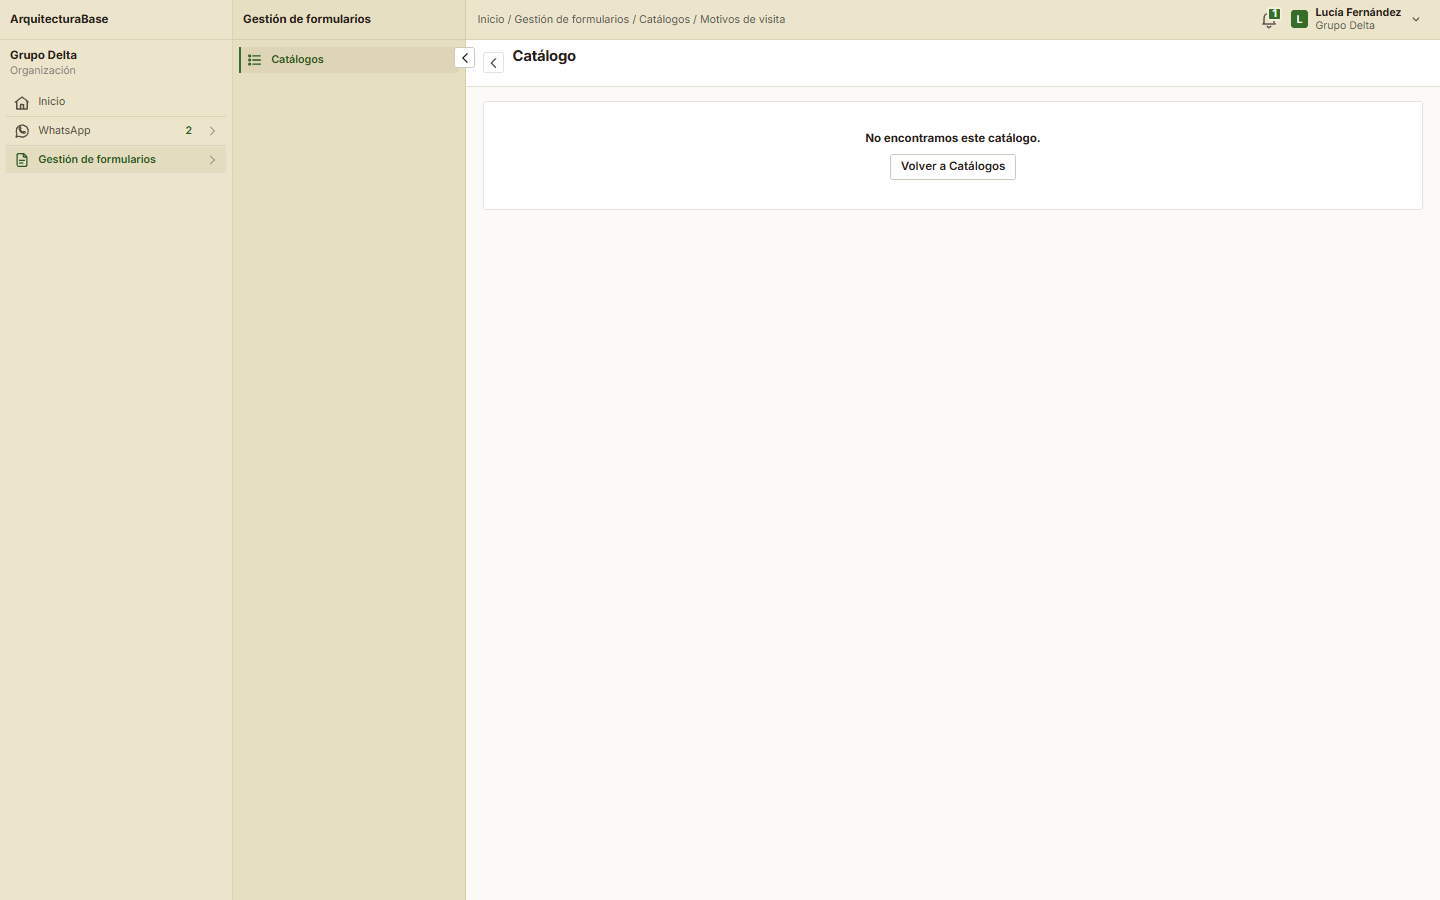 ArquitecturaBase
Grupo Delta
Organización
Inicio
WhatsApp 2
Gestión de formularios
Gestión de formularios
Catálogos
Inicio / Gestión de formularios / Catálogos / Motivos de visita
1
L
Lucía Fernández
Grupo Delta
Catálogo
No encontramos este catálogo.
Volver a Catálogos